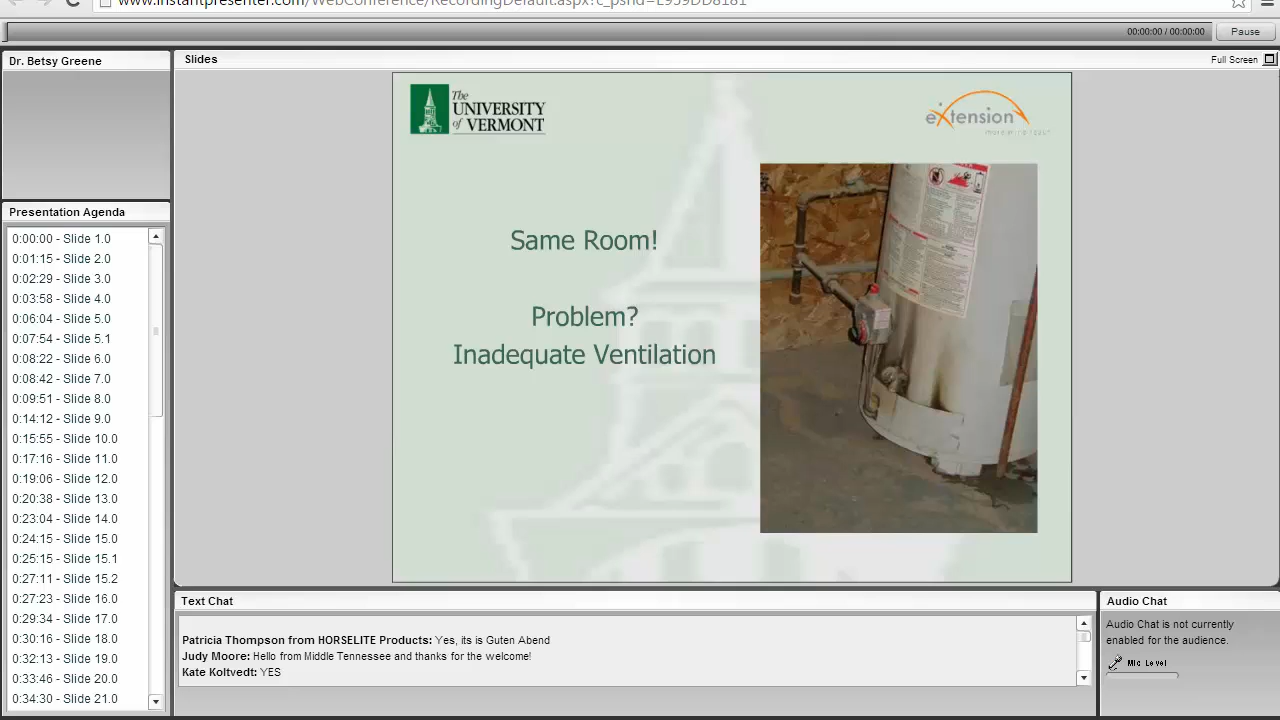 www.instantpresenter.com/WebConference/RecordingDefault.aspx?c_psrid=E959DD8181
00:00:00 / 00:00:00
Pause
Dr. Betsy Greene
Slides
Full Screen
The
UNIVERSITY
of VERMONT
eXtension
Same Room!
Problem?
Inadequate Ventilation
Presentation Agenda
0:00:00 - Slide 1.0
0:01:15 - Slide 2.0
0:02:29 - Slide 3.0
0:03:58 - Slide 4.0
0:06:04 - Slide 5.0
0:07:54 - Slide 5.1
0:08:22 - Slide 6.0
0:08:42 - Slide 7.0
0:09:51 - Slide 8.0
0:14:12 - Slide 9.0
0:15:55 - Slide 10.0
0:17:16 - Slide 11.0
0:19:06 - Slide 12.0
0:20:38 - Slide 13.0
0:23:04 - Slide 14.0
0:24:15 - Slide 15.0
0:25:15 - Slide 15.1
0:27:11 - Slide 15.2
0:27:23 - Slide 16.0
0:29:34 - Slide 17.0
0:30:16 - Slide 18.0
0:32:13 - Slide 19.0
0:33:46 - Slide 20.0
0:34:30 - Slide 21.0
Text Chat
Patricia Thompson from HORSELITE Products: Yes, its is Guten Abend
Judy Moore: Hello from Middle Tennessee and thanks for the welcome!
Kate Koltvedt: YES
Audio Chat
Audio Chat is not currently
enabled for the audience.
Mic Level